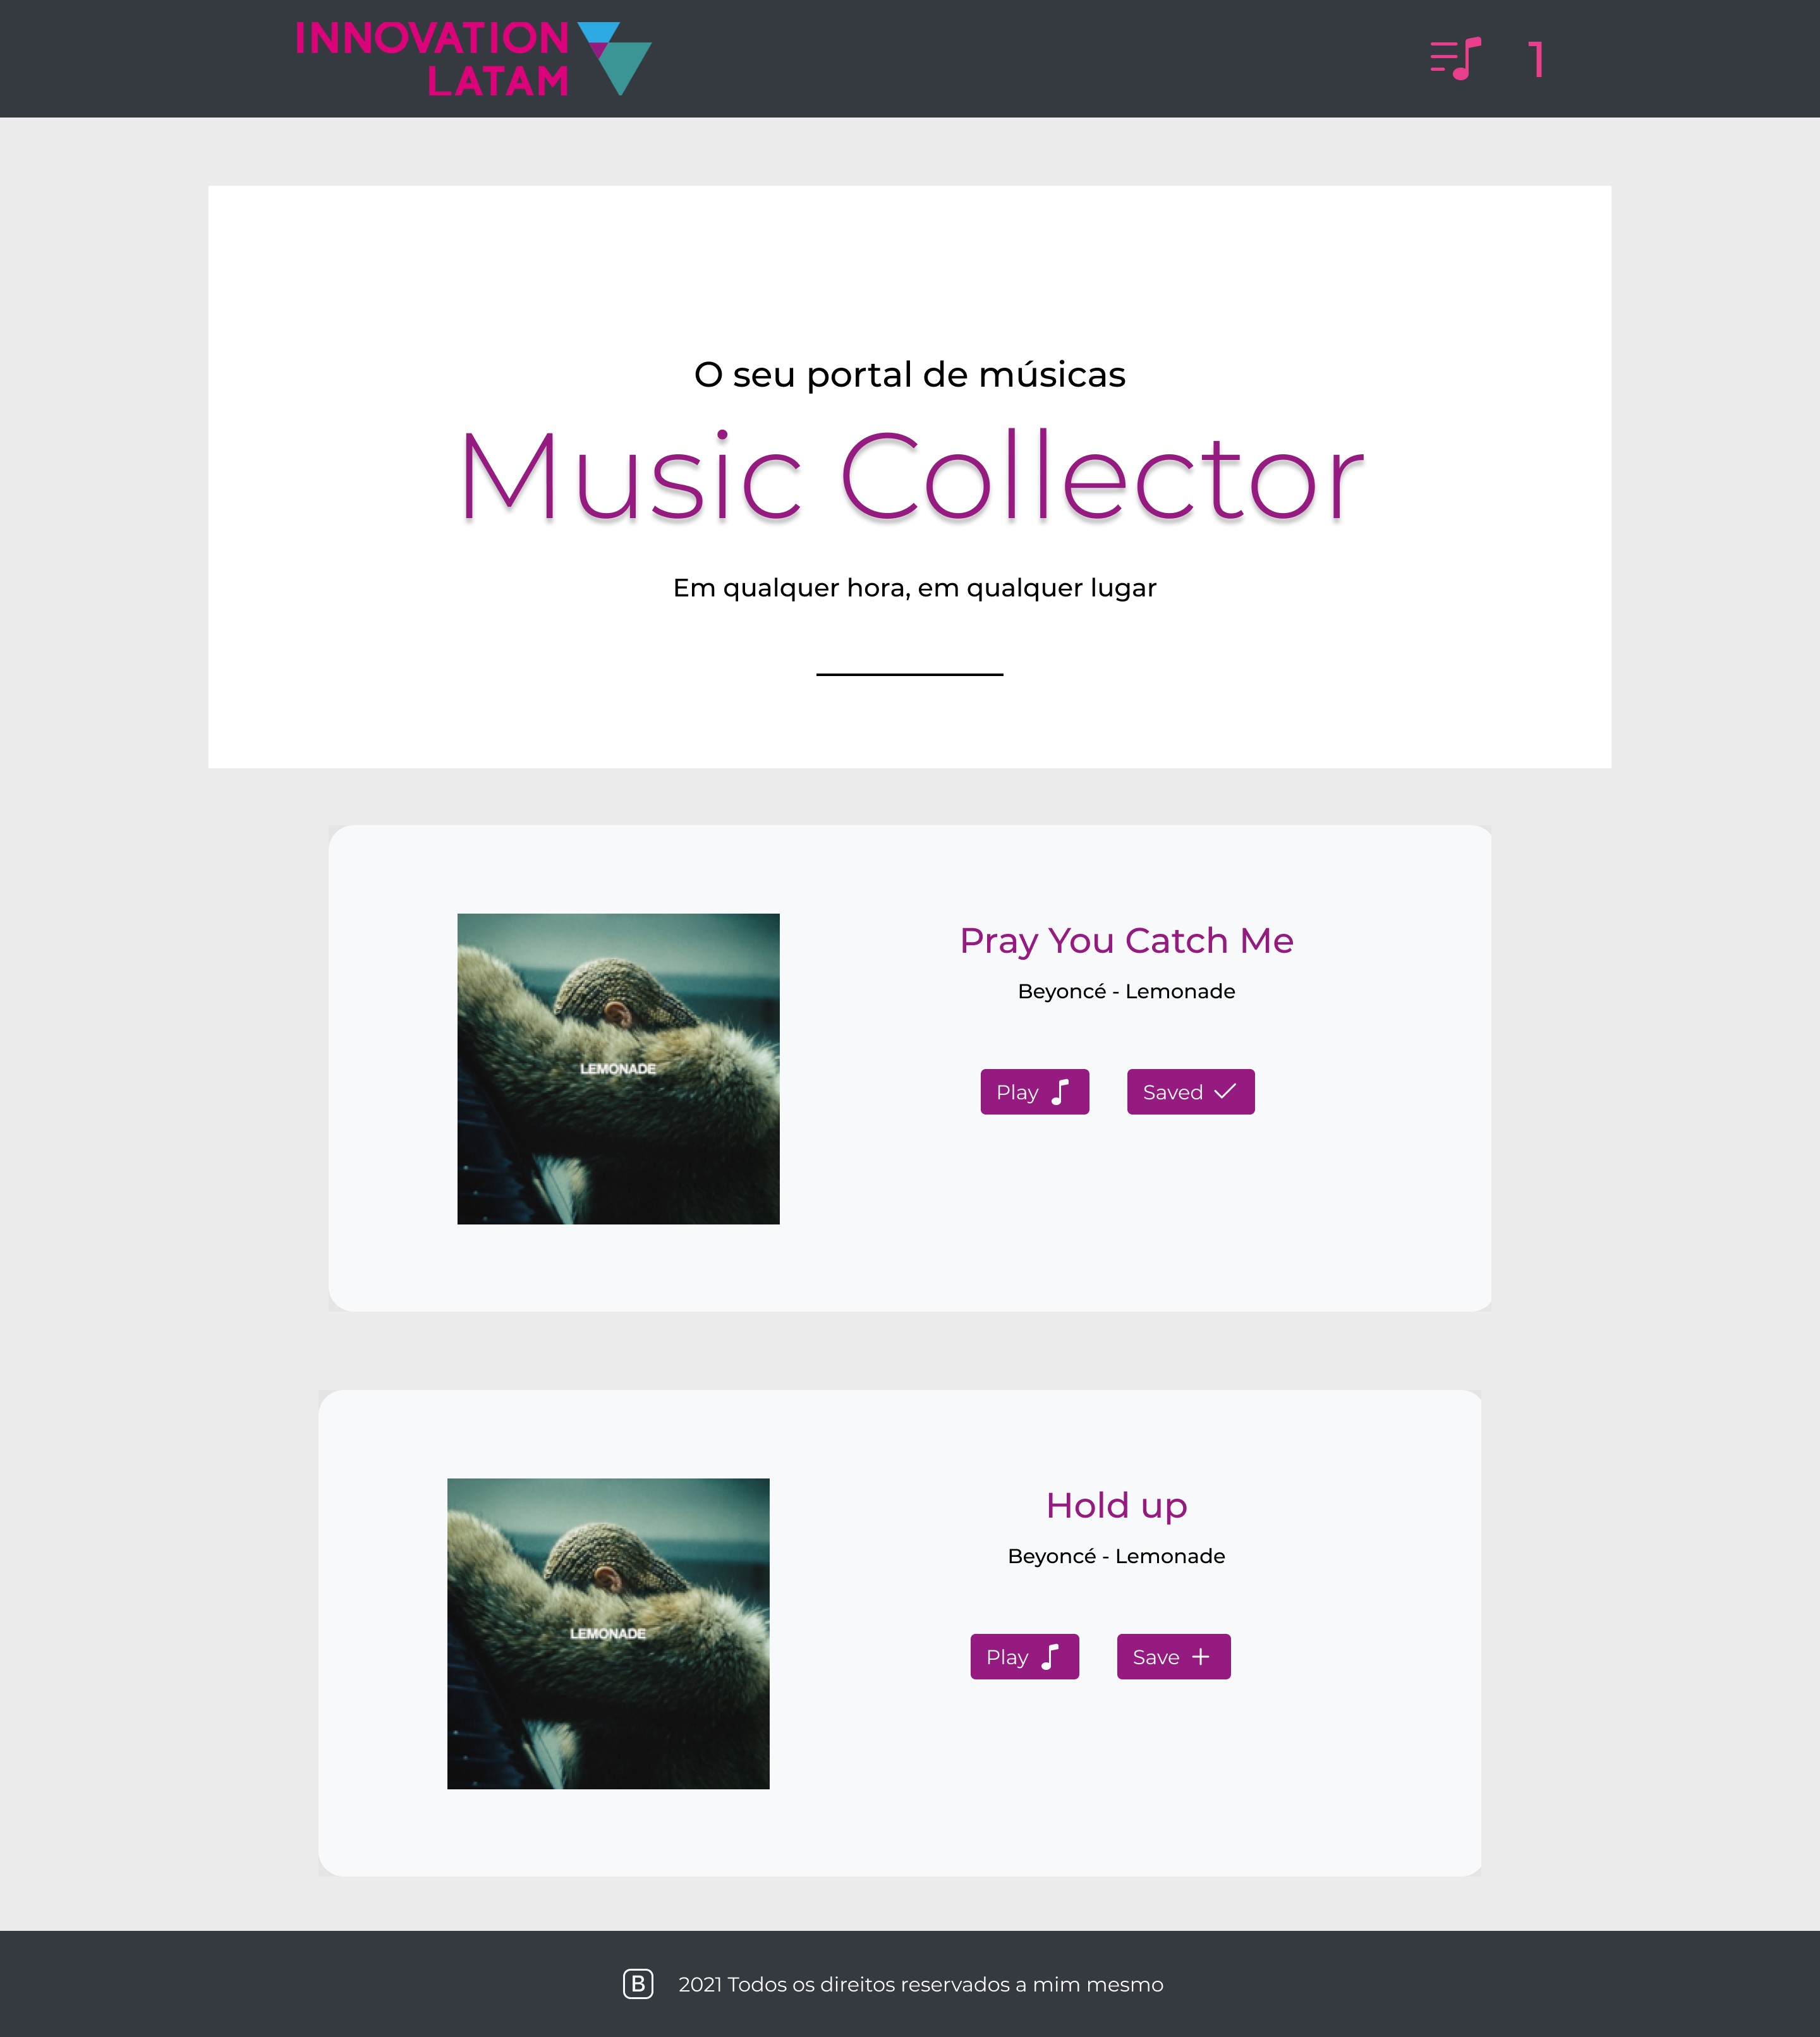 INNOVATION
LATAM
1
O seu portal de músicas
Music Collector
Em qualquer hora, em qualquer lugar
LEMONADE
Pray You Catch Me
Beyoncé - Lemonade
Play
Saved
LEMONADE
Hold up
Beyoncé - Lemonade
Play
Save +
B 2021 Todos os direitos reservados a mim mesmo